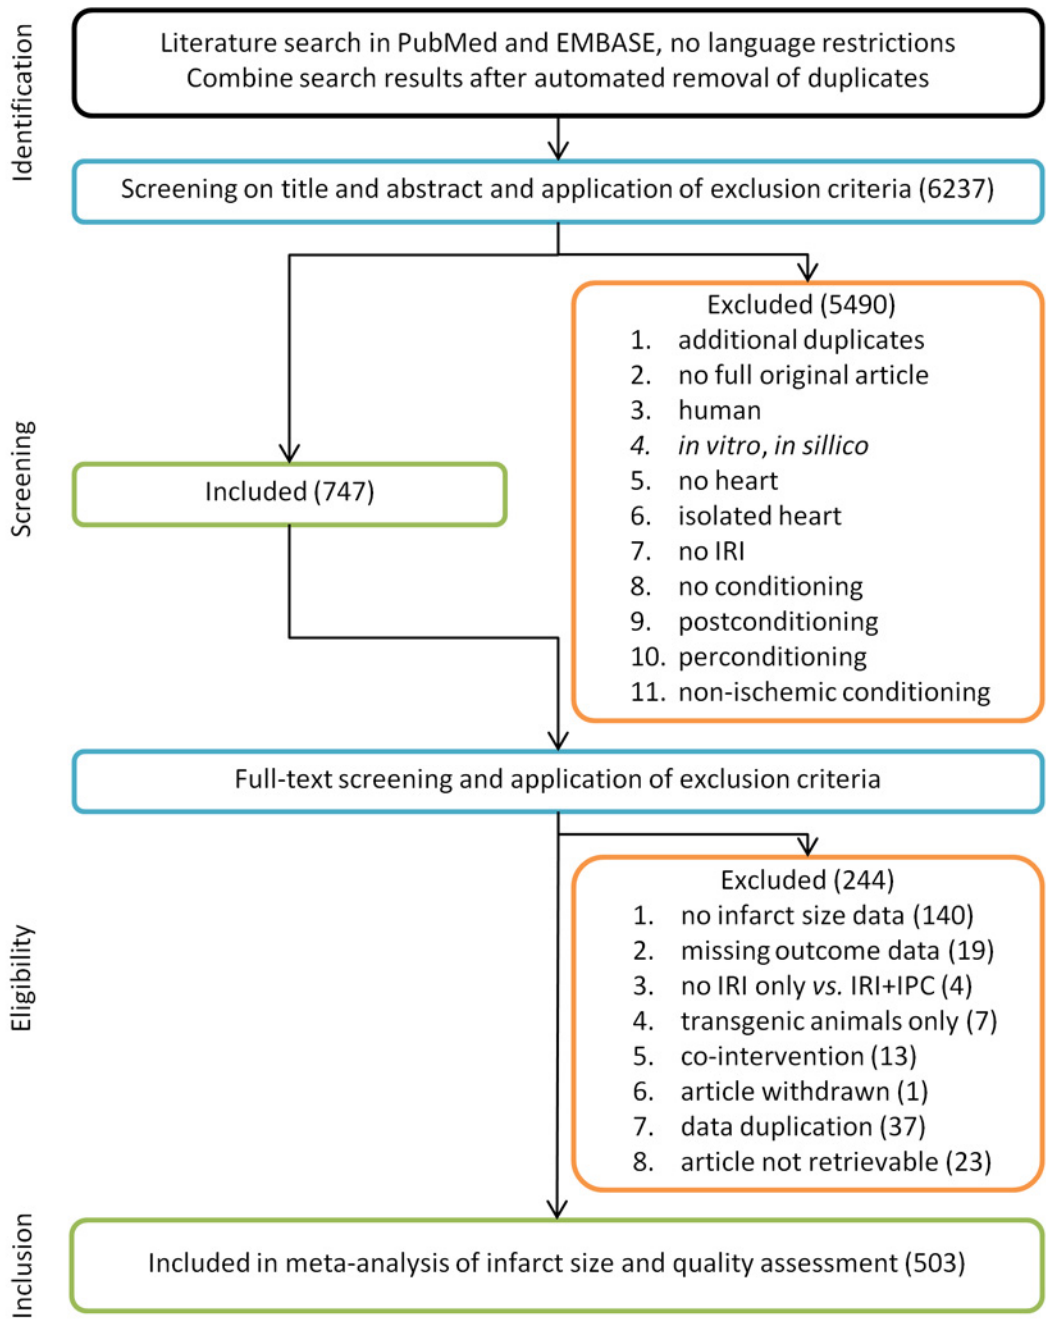 Identification
Literature search in PubMed and EMBASE, no language restrictions
Combine search results after automated removal of duplicates
Screening on title and abstract and application of exclusion criteria (6237)
Screening
Excluded (5490)
1. additional duplicates
2. no full original article
3. human
4. in vitro, in sillico
5. no heart
6. isolated heart
7. no IRI
8. no conditioning
9. postconditioning
10. perconditioning
11. non-ischemic conditioning
Included (747)
Full-text screening and application of exclusion criteria
Eligibility
Excluded (244)
1. no infarct size data (140)
2. missing outcome data (19)
3. no IRI only vs. IRI+IPC (4)
4. transgenic animals only (7)
5. co-intervention (13)
6. article withdrawn (1)
7. data duplication (37)
8. article not retrievable (23)
Inclusion
Included in meta-analysis of infarct size and quality assessment (503)